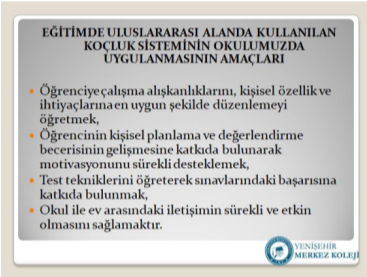 EĞİTİMDE ULUSLARARASI ALANDA KULLANILAN
KOÇLUK SİSTEMİNİN OKULUMUZDA
UYGULANMASININ AMAÇLARI
Öğrenciye çalışma alışkanlıklarını, kişisel özellik ve
ihtiyaçlarına en uygun şekilde düzenlemeyi
öğretmek,
Öğrencinin kişisel planlama ve değerlendirme
becerisinin gelişmesine katkıda bulunarak
motivasyonunu sürekli desteklemek,
Test tekniklerini öğreterek sınavlarındaki başarısına
katkıda bulunmak,
Okul ile ev arasındaki iletişimin sürekli ve etkin
olmasını sağlamaktır.
YENİŞEHİR
MERKEZ KOLEJİ